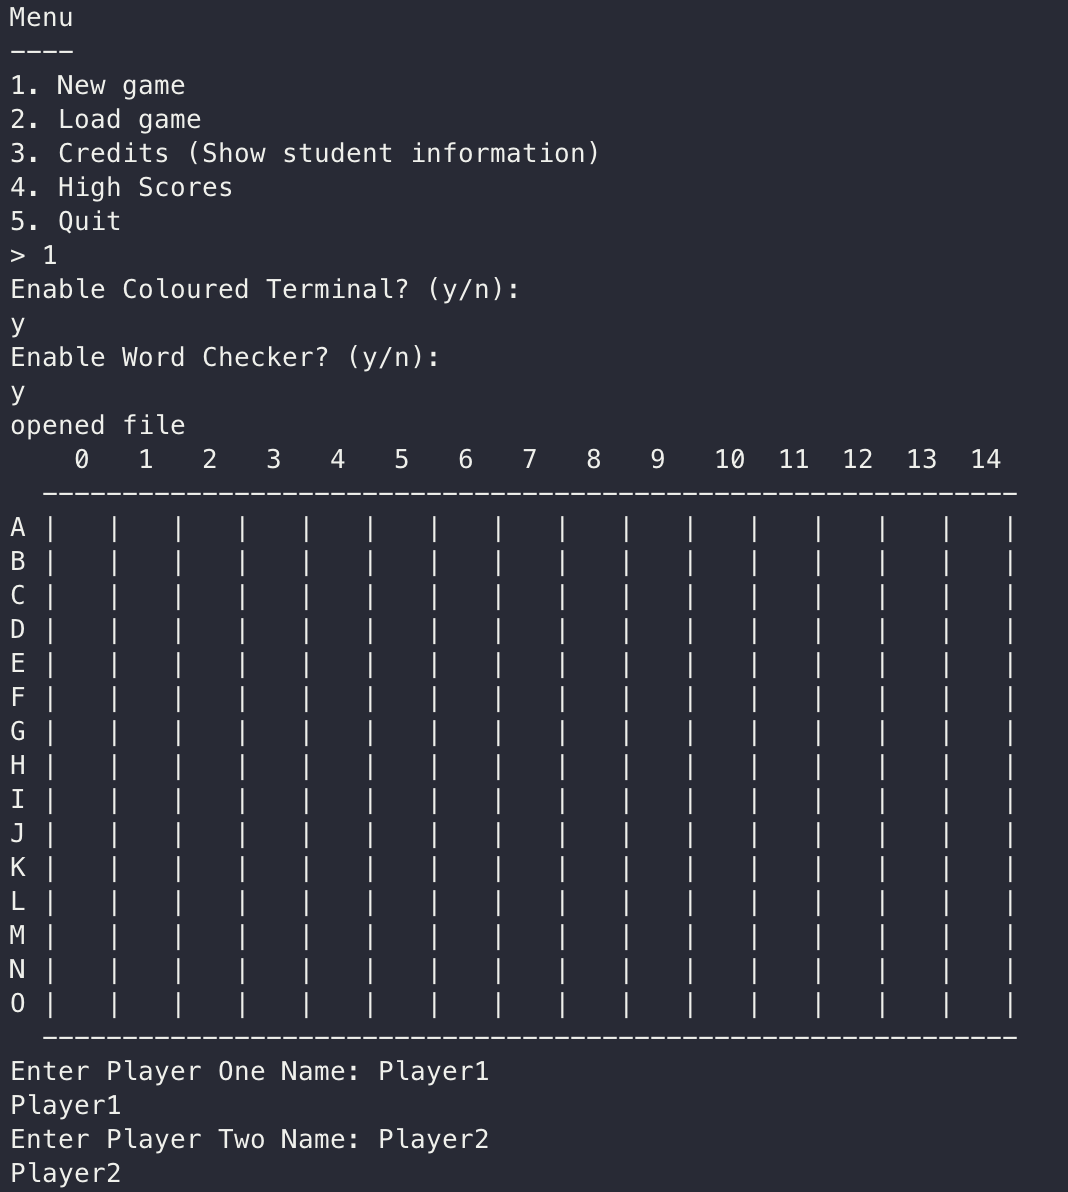 Menu
----
1. New game
2. Load game
3. Credits (Show student information)
4. High Scores
5. Quit
> 1
Enable Coloured Terminal? (y/n):
y
Enable Word Checker? (y/n):
y
opened file
    0   1   2   3   4   5   6   7   8   9   10  11  12  13  14
  -------------------------------------------------------------
A |   |   |   |   |   |   |   |   |   |   |   |   |   |   |   |
B |   |   |   |   |   |   |   |   |   |   |   |   |   |   |   |
C |   |   |   |   |   |   |   |   |   |   |   |   |   |   |   |
D |   |   |   |   |   |   |   |   |   |   |   |   |   |   |   |
E |   |   |   |   |   |   |   |   |   |   |   |   |   |   |   |
F |   |   |   |   |   |   |   |   |   |   |   |   |   |   |   |
G |   |   |   |   |   |   |   |   |   |   |   |   |   |   |   |
H |   |   |   |   |   |   |   |   |   |   |   |   |   |   |   |
I |   |   |   |   |   |   |   |   |   |   |   |   |   |   |   |
J |   |   |   |   |   |   |   |   |   |   |   |   |   |   |   |
K |   |   |   |   |   |   |   |   |   |   |   |   |   |   |   |
L |   |   |   |   |   |   |   |   |   |   |   |   |   |   |   |
M |   |   |   |   |   |   |   |   |   |   |   |   |   |   |   |
N |   |   |   |   |   |   |   |   |   |   |   |   |   |   |   |
O |   |   |   |   |   |   |   |   |   |   |   |   |   |   |   |
  -------------------------------------------------------------
Enter Player One Name: Player1
Player1
Enter Player Two Name: Player2
Player2